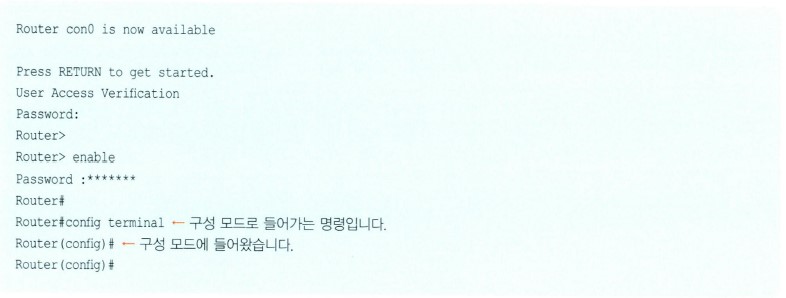 Router con0 is now available
Press RETURN to get started.
User Access Verification
Password:
Router>
Router> enable
Password :*******
Router#
Router#config terminal ← 구성 모드로 들어가는 명령입니다.
Router(config)# ← 구성 모드에 들어왔습니다.
Router(config)#